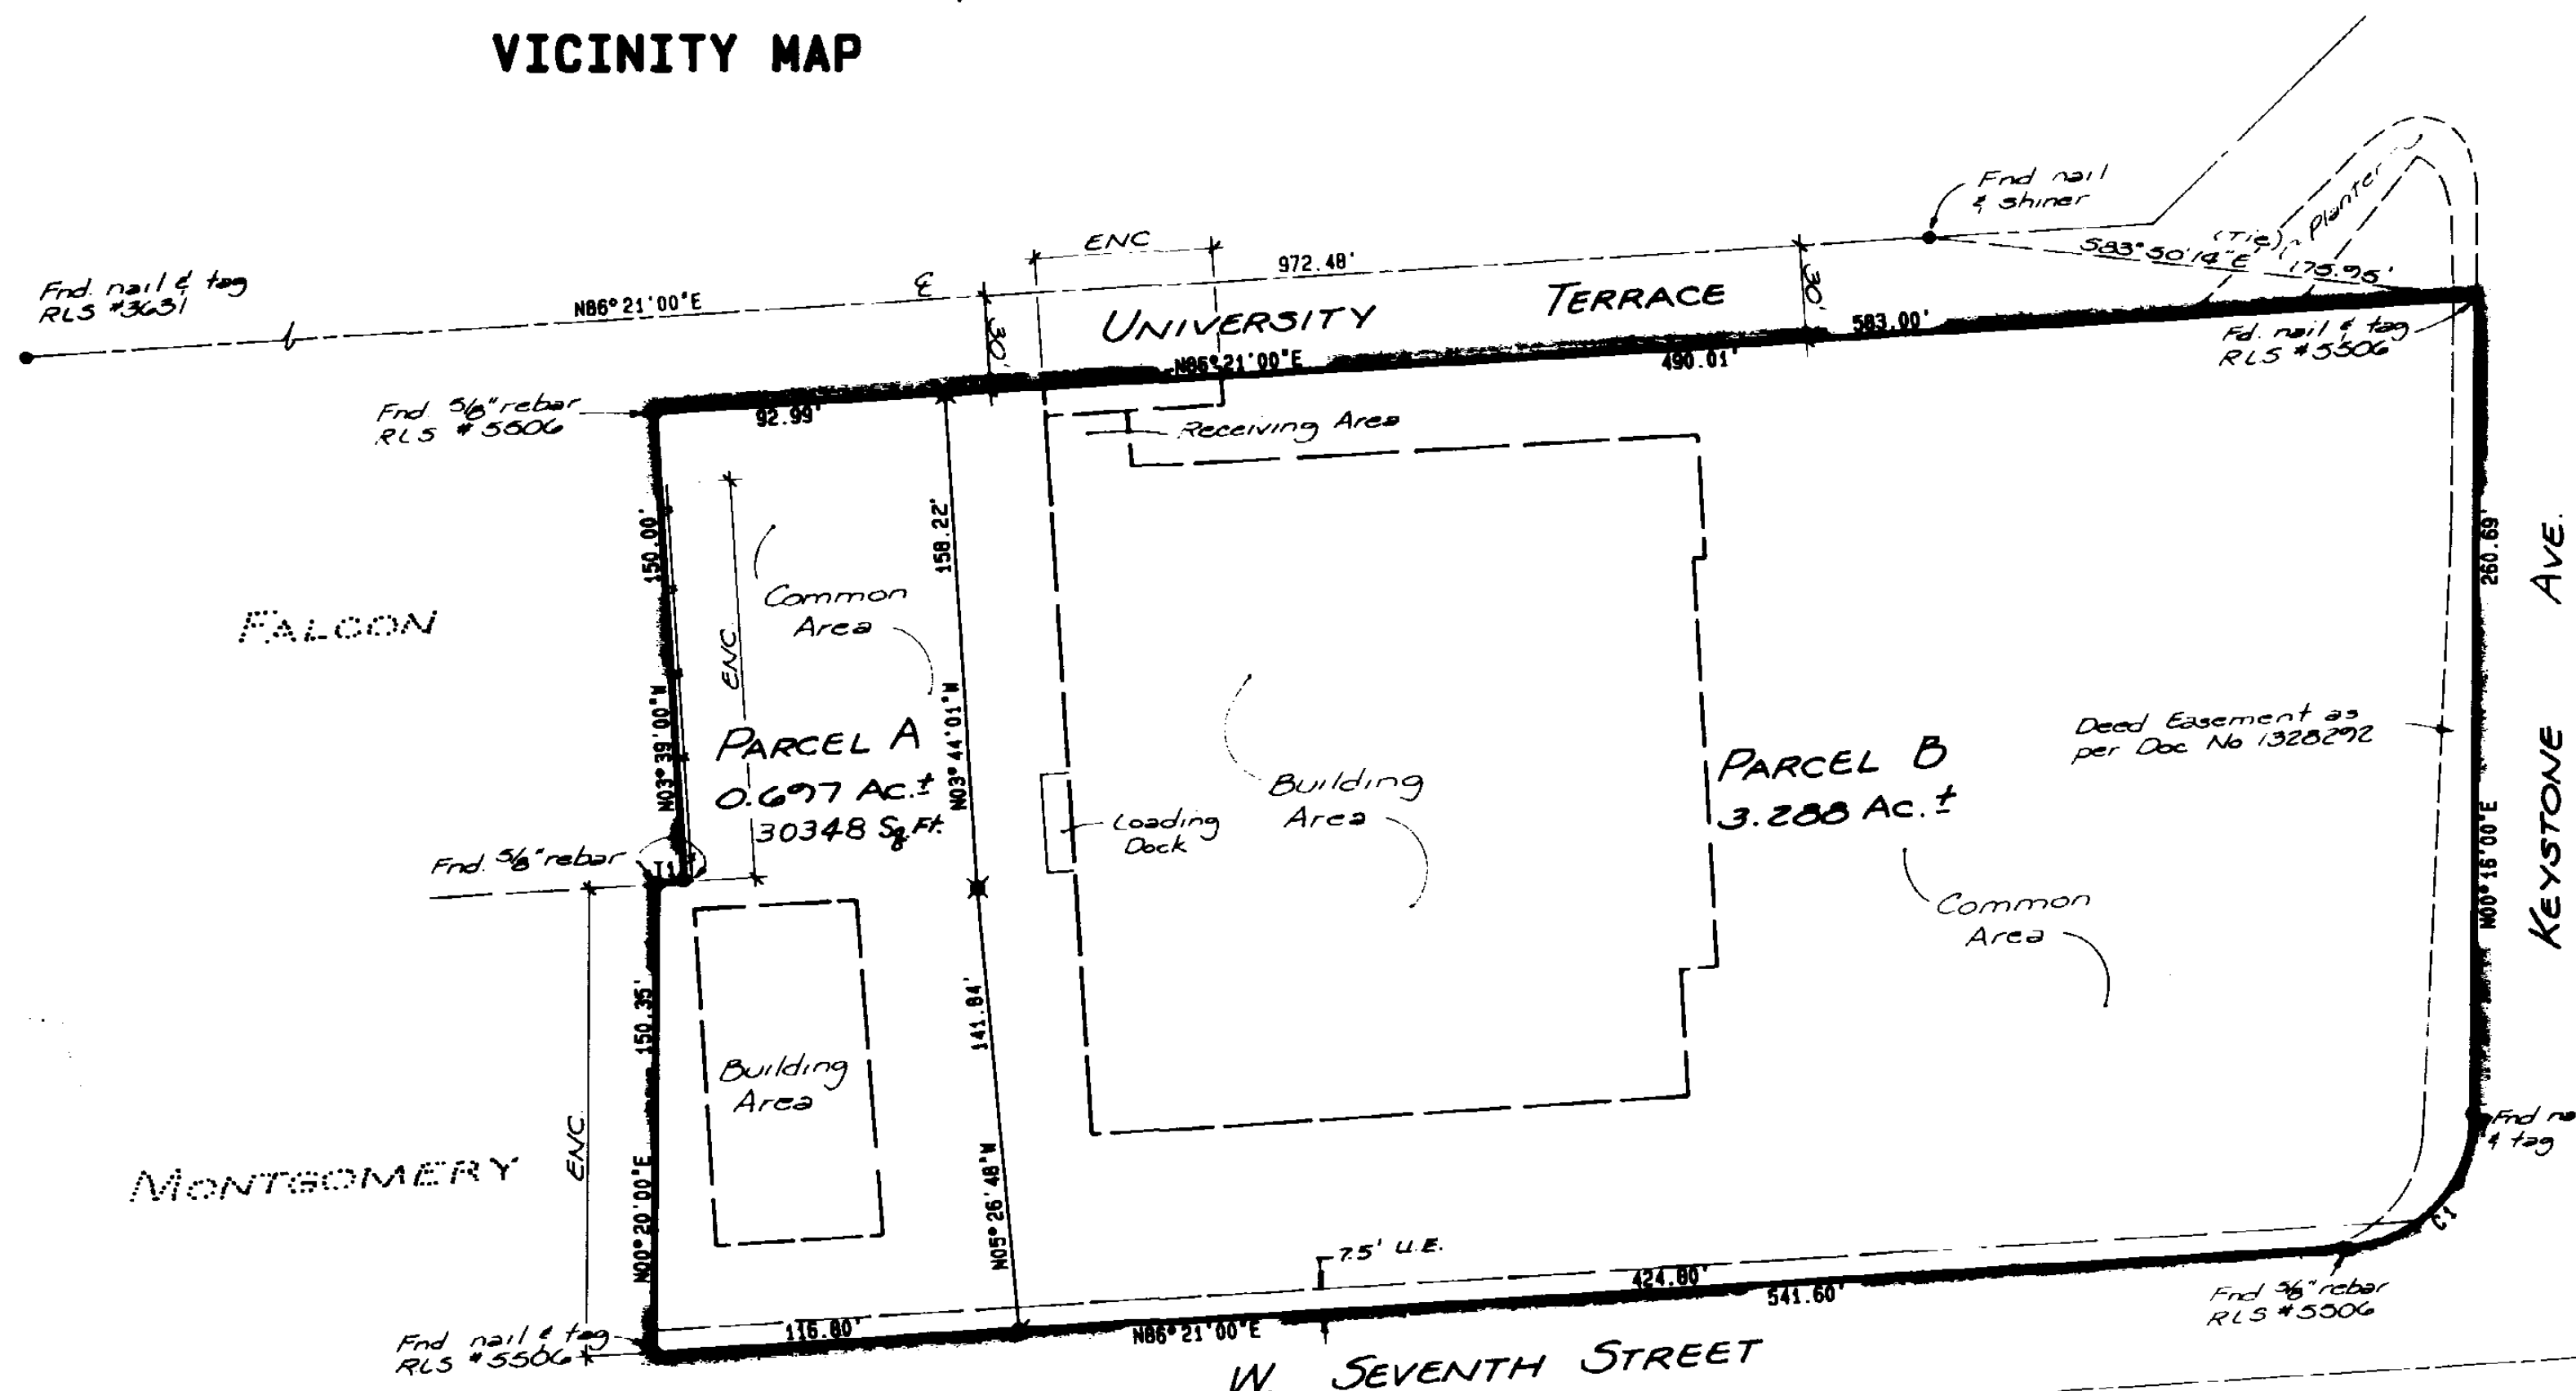 VICINITY MAP
Fnd nail
& shiner
Planter
(Tie)
S83°50'14"E 175.95'
ENC
972.48'
Fnd. nail & tag
RLS #3631
N86°21'00"E
30'
30'
UNIVERSITY TERRACE
583.00'
Fd. nail & tag
RLS #5506
N86°21'00"E
490.01'
Fnd. 5/8" rebar
RLS #5506
92.99'
Receiving Area
150.00'
158.22'
260.69'
KEYSTONE AVE.
Common
Area
FALCON
ENC
N03°39'00"W
N03°44'01"W
PARCEL A
0.697 AC.±
30348 Sq.Ft.
Deed Easement as
per Doc No 1328292
PARCEL B
3.288 AC.±
Building
Area
Loading
Dock
N00°16'00"E
Fnd. 5/8" rebar
Common
Area
150.35'
141.84'
Building
Area
ENC
MONTGOMERY
N00°20'00"E
N05°26'48"W
Fnd
& tag
C1
7.5' U.E.
424.80'
541.60'
Fnd 5/8" rebar
RLS #5506
116.80'
N86°21'00"E
Fnd nail & tag
RLS #5506
W. SEVENTH STREET